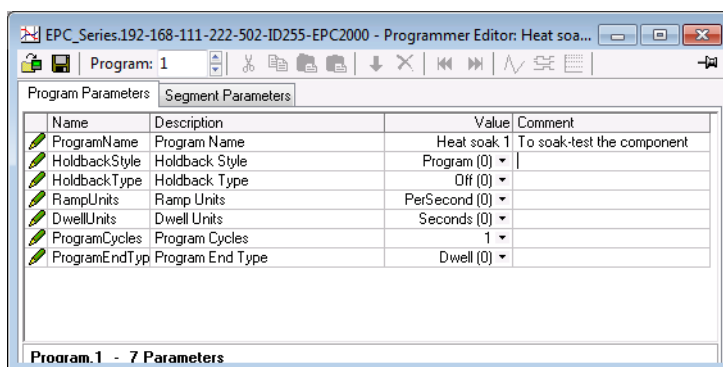 EPC_Series.192-168-111-222-502-ID255-EPC2000 - Programmer Editor: Heat soa...
Program: 1
Program Parameters Segment Parameters
Name Description Value Comment
ProgramName Program Name Heat soak 1 To soak-test the component
HoldbackStyle Holdback Style Program (0)
HoldbackType Holdback Type Off (0)
RampUnits Ramp Units PerSecond (0)
DwellUnits Dwell Units Seconds (0)
ProgramCycles Program Cycles 1
ProgramEndTyp Program End Type Dwell (0)
Program.1 - 7 Parameters